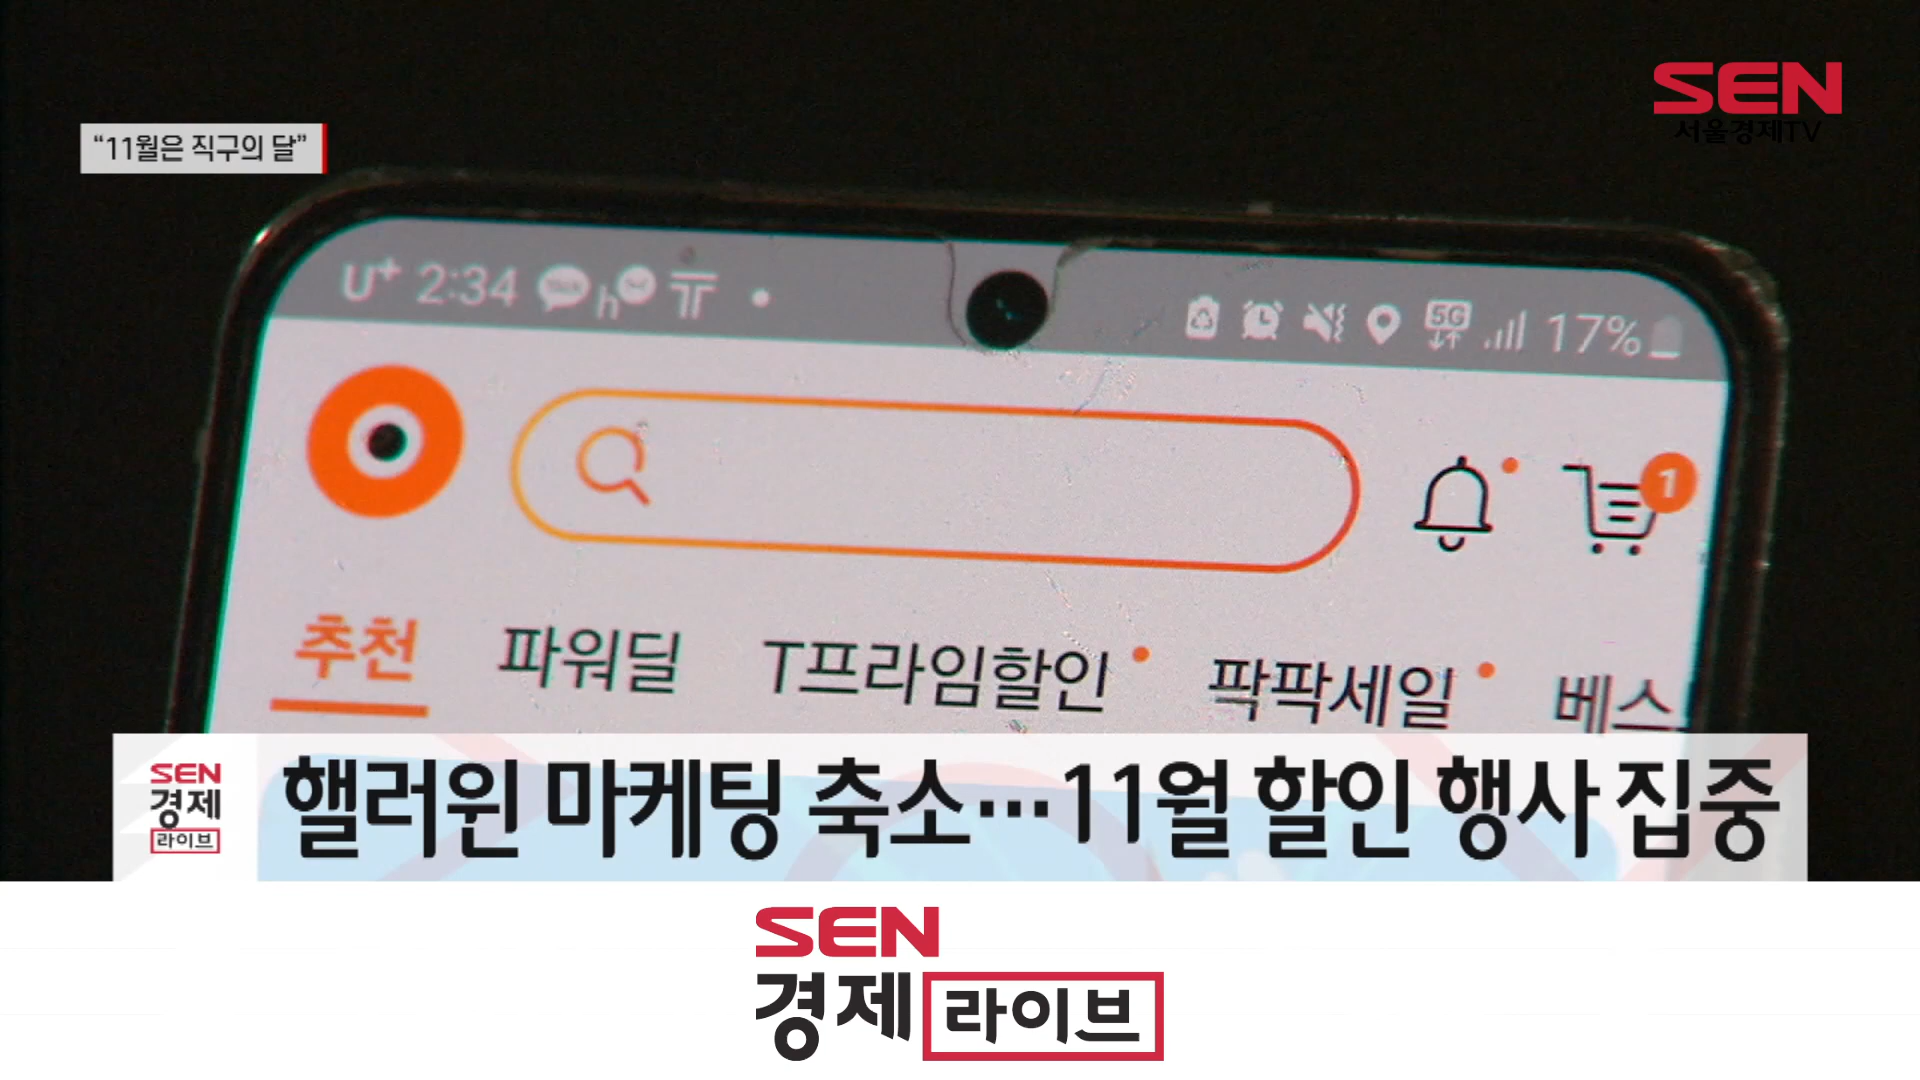 SEN
서울경제TV
“11월은 직구의 달”
U+ 2:34
5G 17%
1
추천 파워딜 T프라임할인 팍팍세일 베스
SEN
경제
라이브
핼러윈 마케팅 축소…11월 할인 행사 집중
SEN
경제 라이브